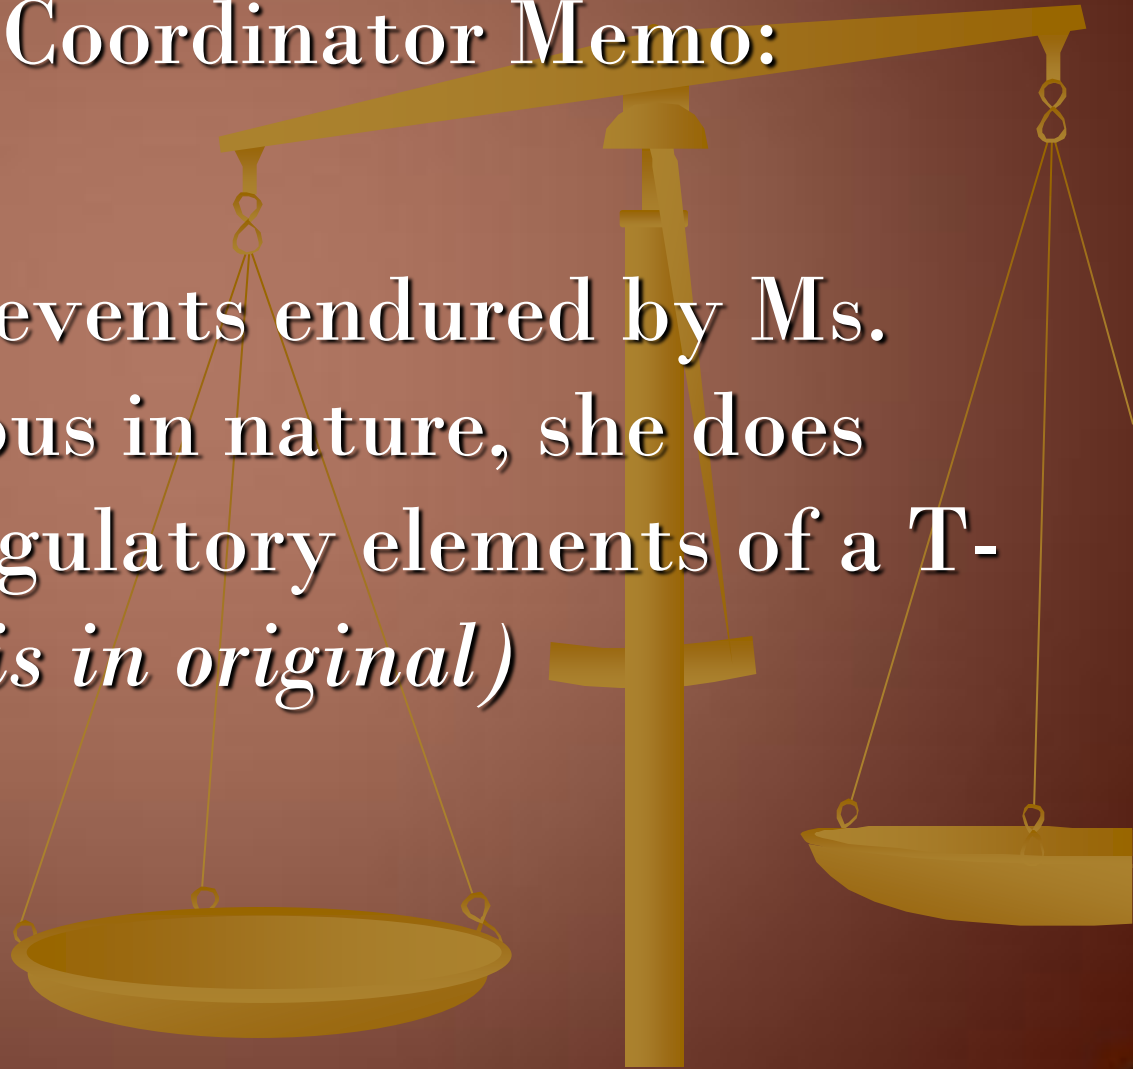 Coordinator Memo:
events endured by Ms.
ous in nature, she does
gulatory elements of a T-
is in original)